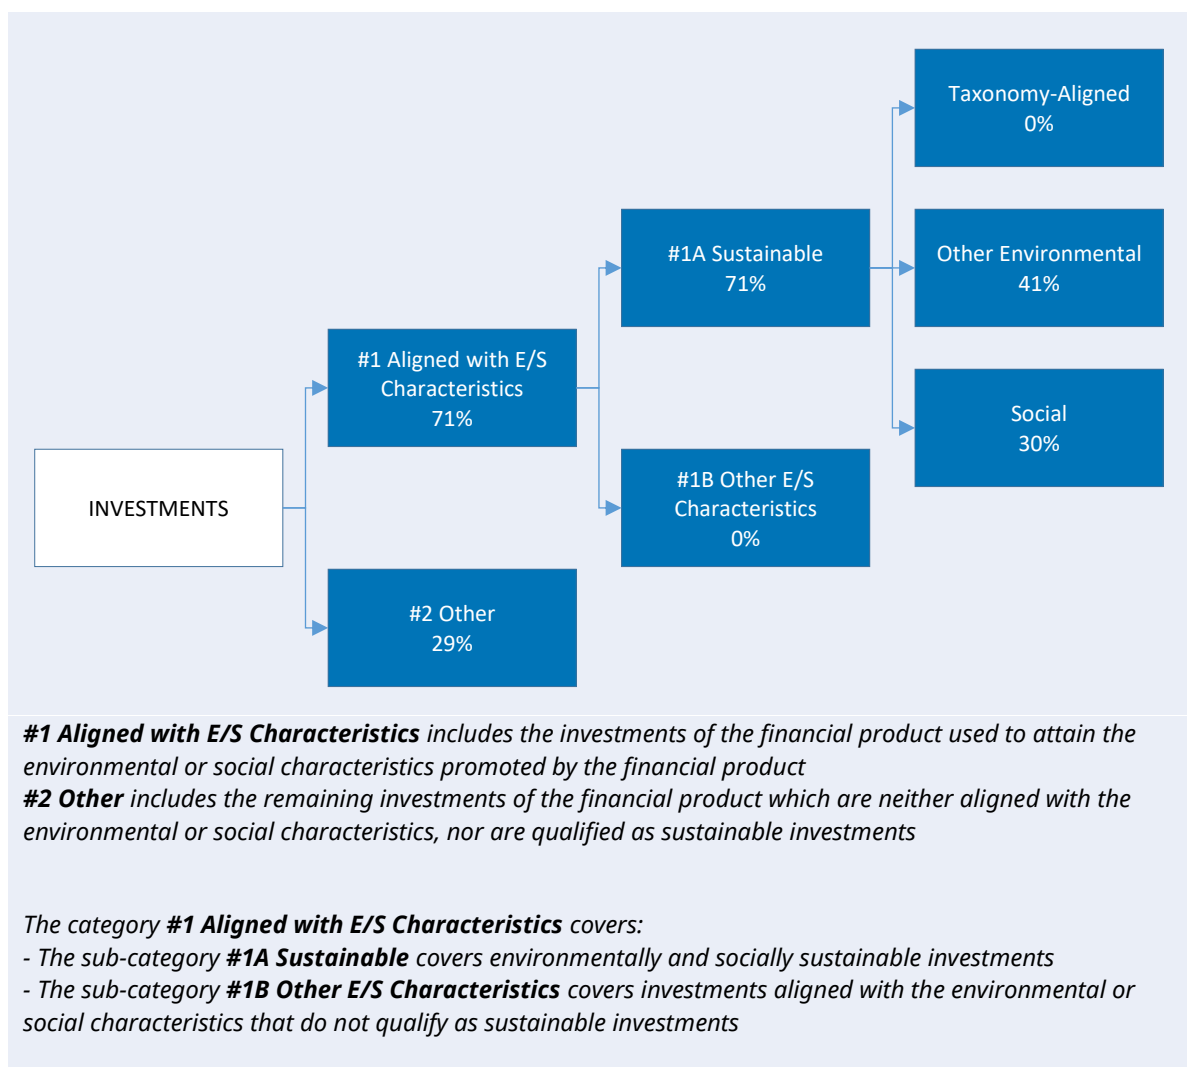 Taxonomy-Aligned
0%
#1A Sustainable
71%
Other Environmental
41%
#1 Aligned with E/S
Characteristics
71%
Social
30%
INVESTMENTS
#1B Other E/S
Characteristics
0%
#2 Other
29%
#1 Aligned with E/S Characteristics includes the investments of the financial product used to attain the
environmental or social characteristics promoted by the financial product
#2 Other includes the remaining investments of the financial product which are neither aligned with the
environmental or social characteristics, nor are qualified as sustainable investments
The category #1 Aligned with E/S Characteristics covers:
- The sub-category #1A Sustainable covers environmentally and socially sustainable investments
- The sub-category #1B Other E/S Characteristics covers investments aligned with the environmental or
social characteristics that do not qualify as sustainable investments